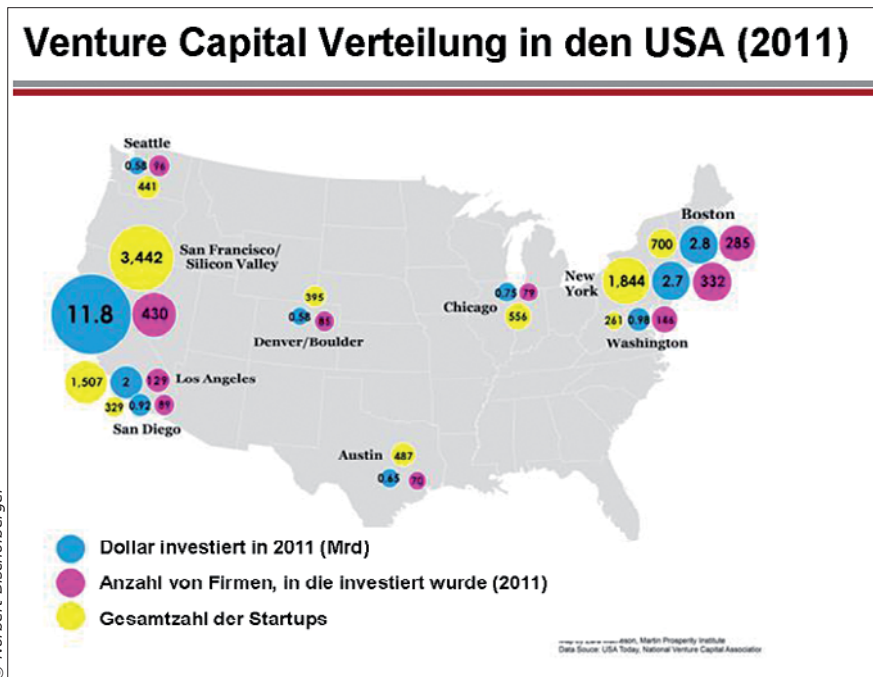 Venture Capital Verteilung in den USA (2011)
Seattle
0.58 96
441
3,442
San Francisco/
Silicon Valley
11.8 430
1,507 2 129 Los Angeles
329 0.92 89
San Diego
395
0.58 85
Denver/Boulder
Austin 487
0.65 70
0.75 79
Chicago
556
Boston
700 2.8 285
New
York
1,844 2.7 332
261 0.98 146
Washington
Dollar investiert in 2011 (Mrd)
Anzahl von Firmen, in die investiert wurde (2011)
Gesamtzahl der Startups
Martin Prosperity Institute
Data Souce: USA Today, National Venture Capital Association
© Norbert Bischofberger